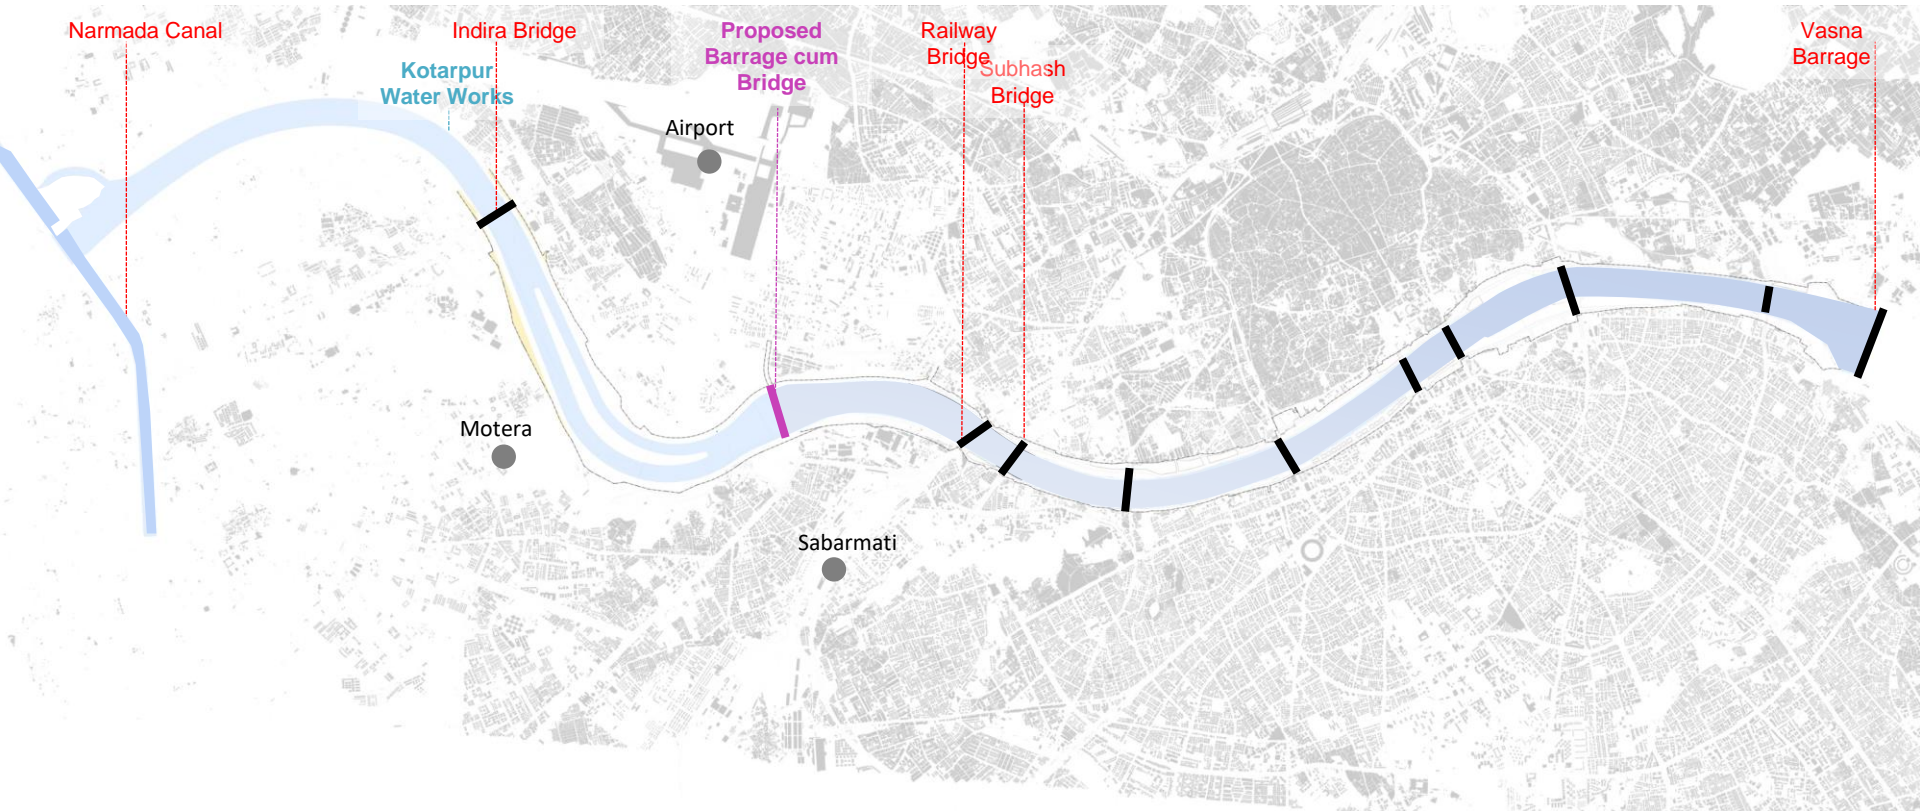 Narmada Canal
Indira Bridge
Kotarpur
Water Works
Proposed
Barrage cum
Bridge
Railway
Bridge
Subhash
Bridge
Vasna
Barrage
Airport
Motera
Sabarmati